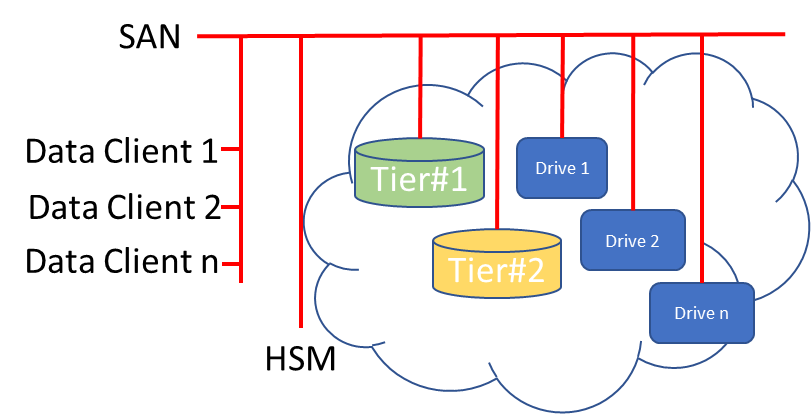 SAN
Data Client 1
Data Client 2
Data Client n
HSM
Tier#1
Tier#2
Drive 1
Drive 2
Drive n